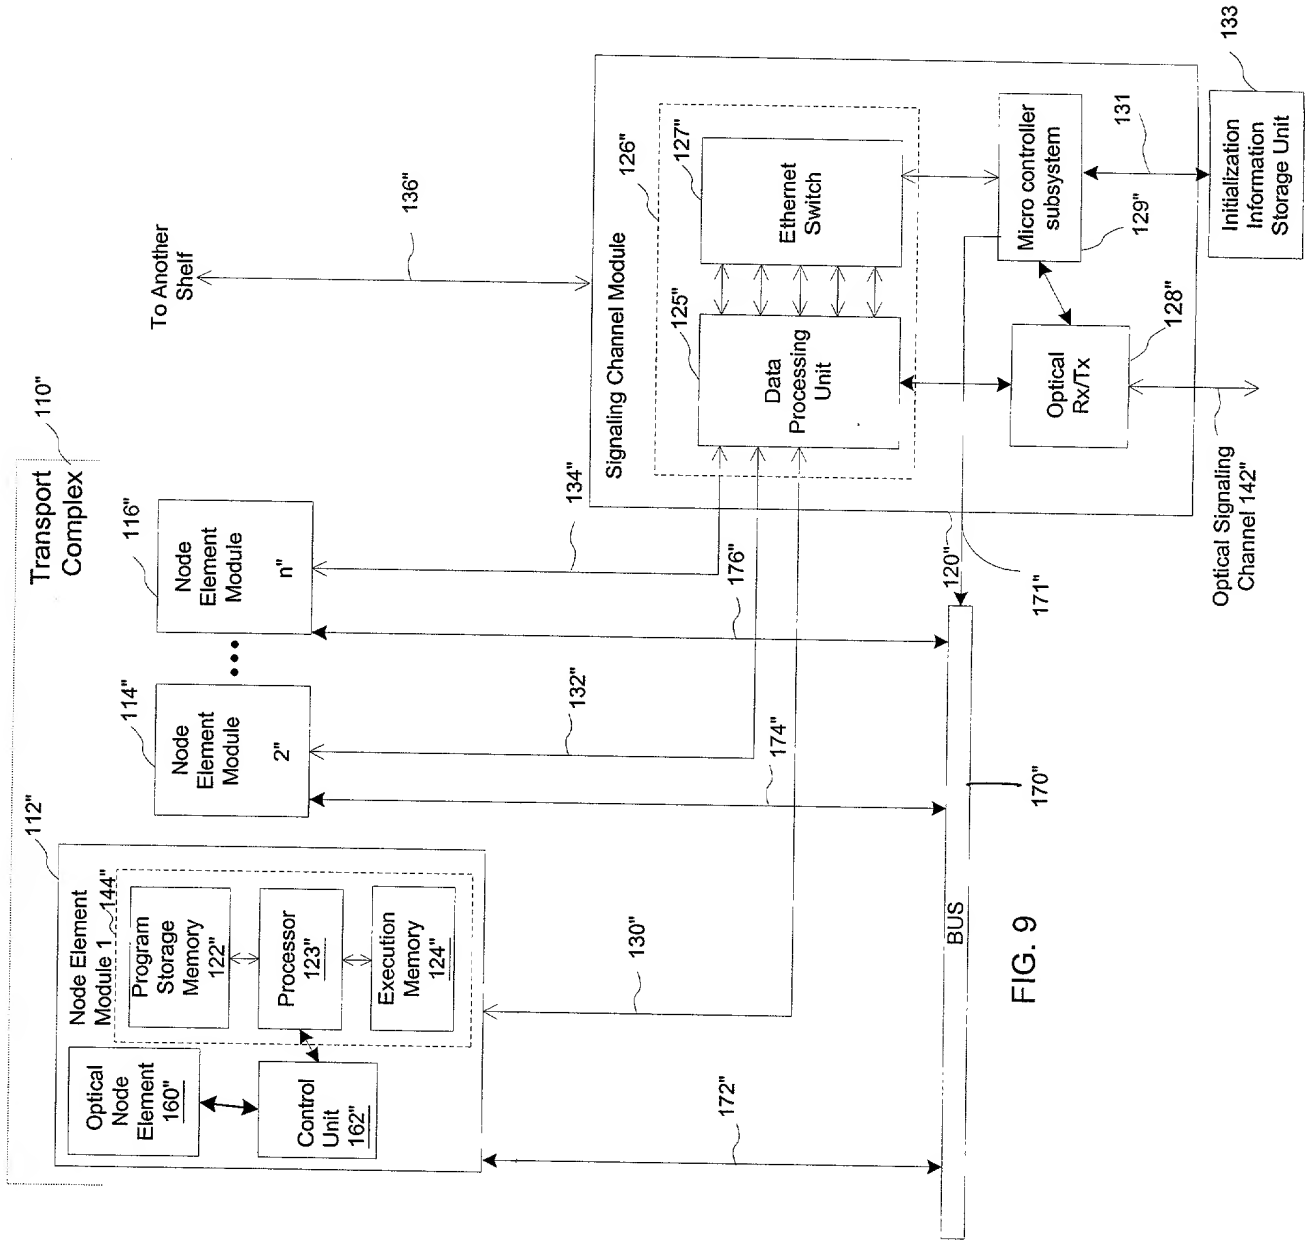 Transport
Complex
110"
112"
Node Element
Module 1
144"
Optical
Node
Element
160"
Control
Unit
162"
Program
Storage
Memory
122"
Processor
123"
Execution
Memory
124"
114"
Node
Element
Module
2"
116"
Node
Element
Module
n"
To Another
Shelf
136"
130"
132"
134"
172"
174"
176"
Signaling Channel Module
126"
125"
Data
Processing
Unit
127"
Ethernet
Switch
Optical
Rx/Tx
128"
Micro controller
subsystem
129"
131
133
Initialization
Information
Storage Unit
120"
171"
Optical Signaling
Channel 142"
BUS
170"
FIG. 9